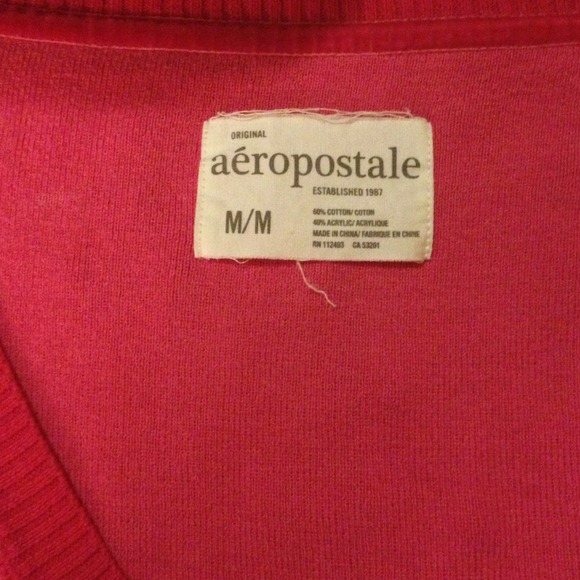 ORIGINAL
aéropostale
ESTABLISHED 1987
M/M
60% COTTON/ COTON
40% ACRYLIC/ ACRYLIQUE
MADE IN CHINA/ FABRIQUE EN CHINE
RN 112493 CA 53201